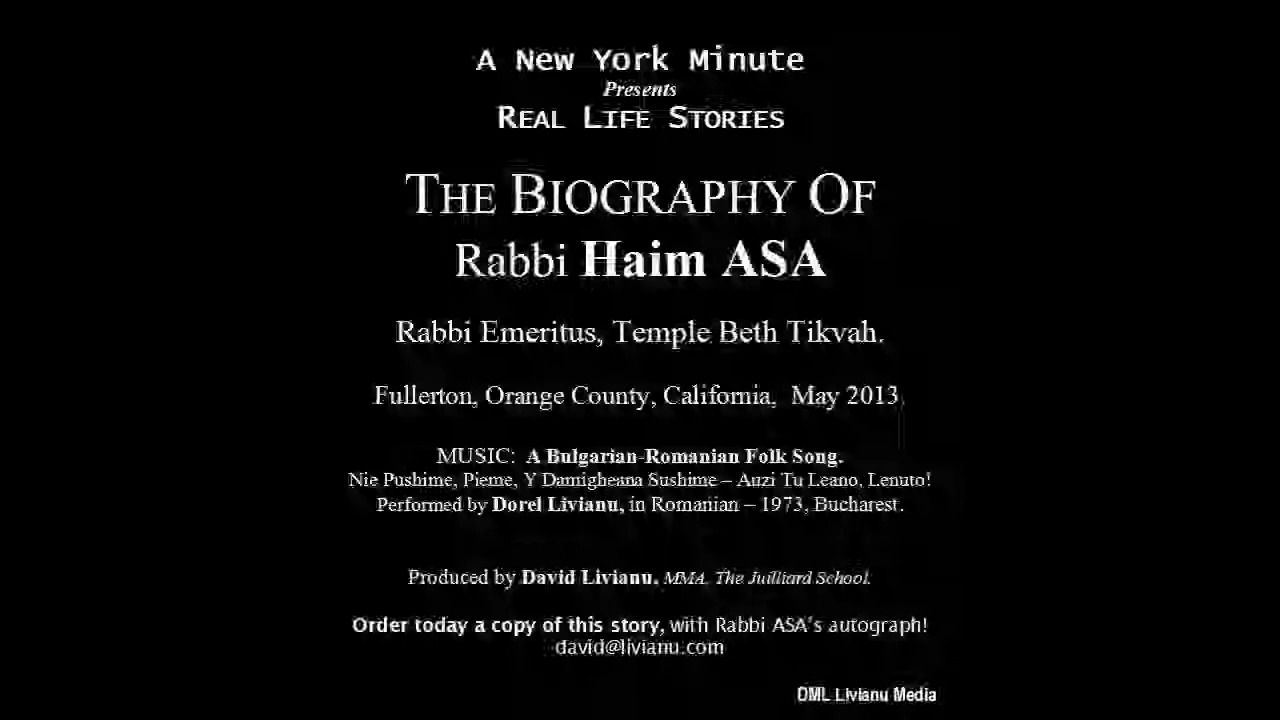 A New York Minute
Presents
REAL LIFE STORIES
THE BIOGRAPHY OF
Rabbi Haim ASA
Rabbi Emeritus, Temple Beth Tikvah.
Fullerton, Orange County, California, May 2013.
MUSIC: A Bulgarian-Romanian Folk Song.
Nie Pushime, Pieme, Y Damigheana Sushime – Auzi Tu Leano, Lenuto!
Performed by Dorel Livianu, in Romanian – 1973, Bucharest.
Produced by David Livianu, MMA, The Juilliard School.
Order today a copy of this story, with Rabbi ASA's autograph!
david@livianu.com
DML Livianu Media